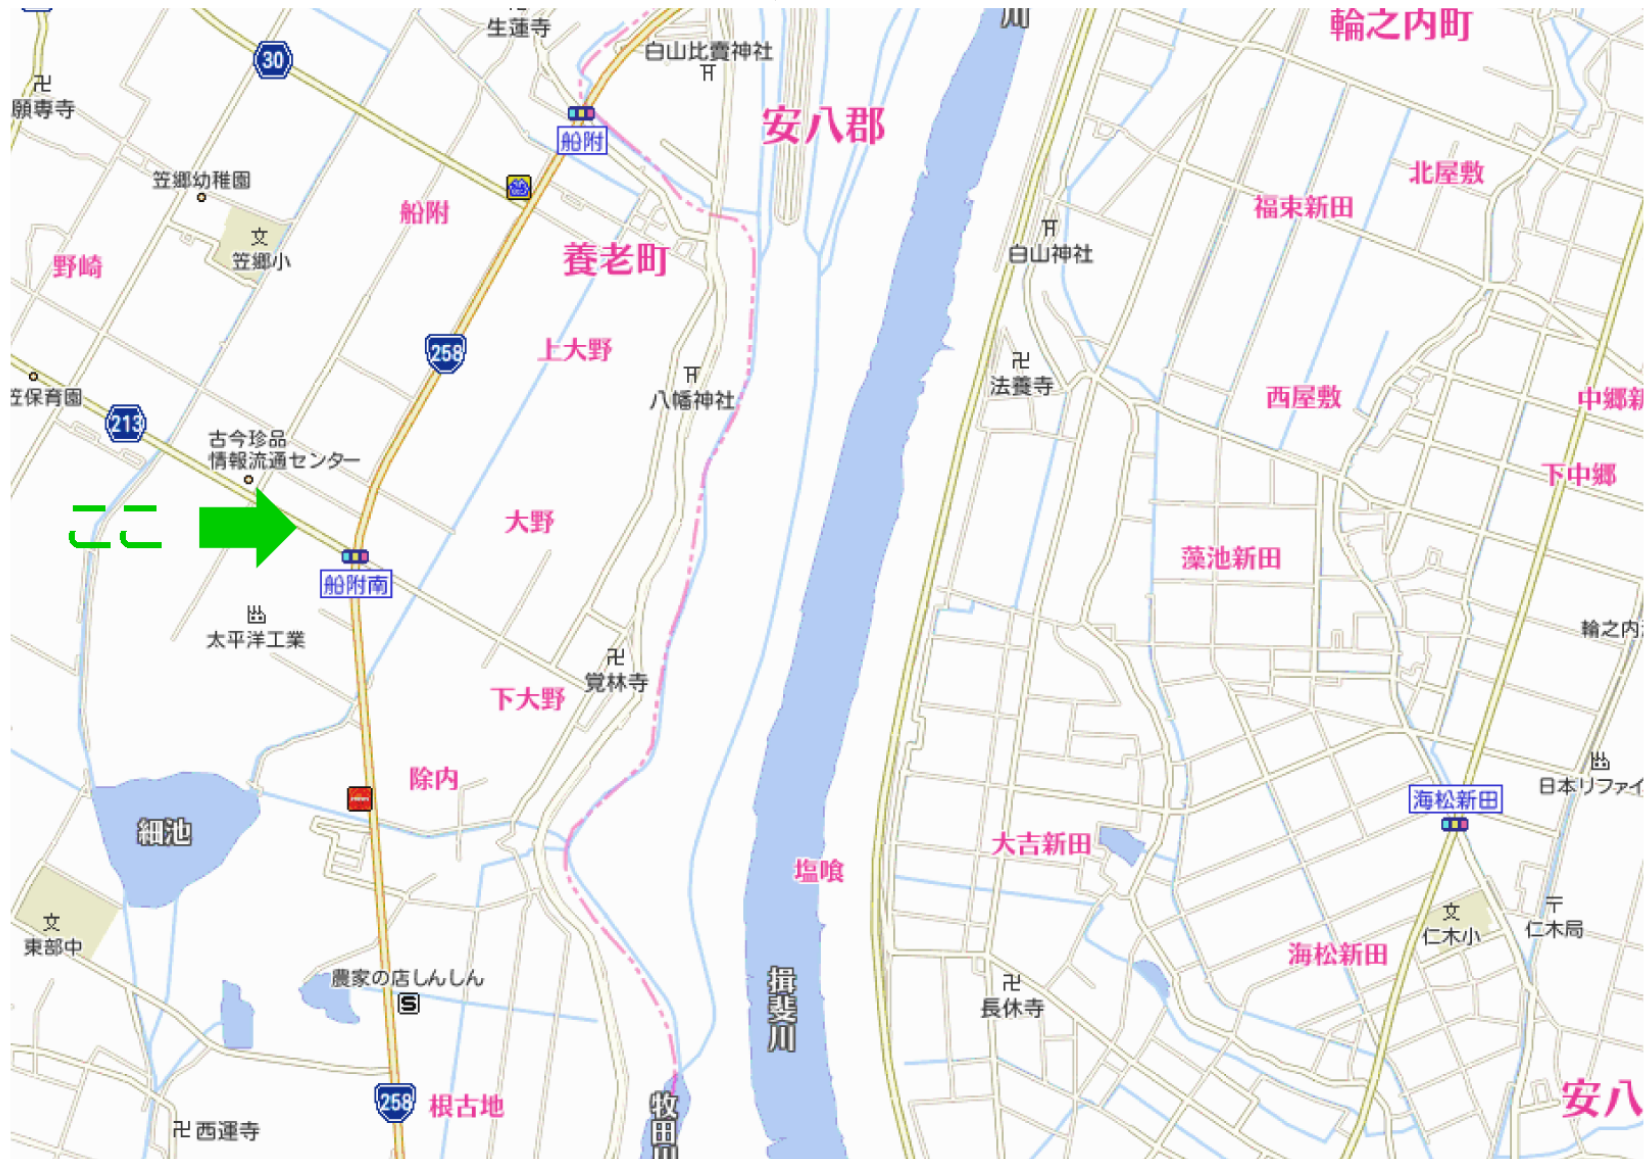 生蓮寺
白山比賣神社
川
輪之内町
30
願専寺
安八郡
船附
笠郷幼稚園
北屋敷
船附
福束新田
文
笠郷小
養老町
白山神社
野崎
258
上大野
法養寺
笠保育園
八幡神社
西屋敷
中郷新
213
古今珍品
情報流通センター
下中郷
ここ
大野
藻池新田
船附南
太平洋工業
輪之内
覚林寺
下大野
除内
日本リファイ
海松新田
細池
大吉新田
塩喰
文
東部中
文
仁木小
仁木局
海松新田
農家の店しんしん
S
揖斐川
長休寺
258
根古地
牧田川
安八
西運寺